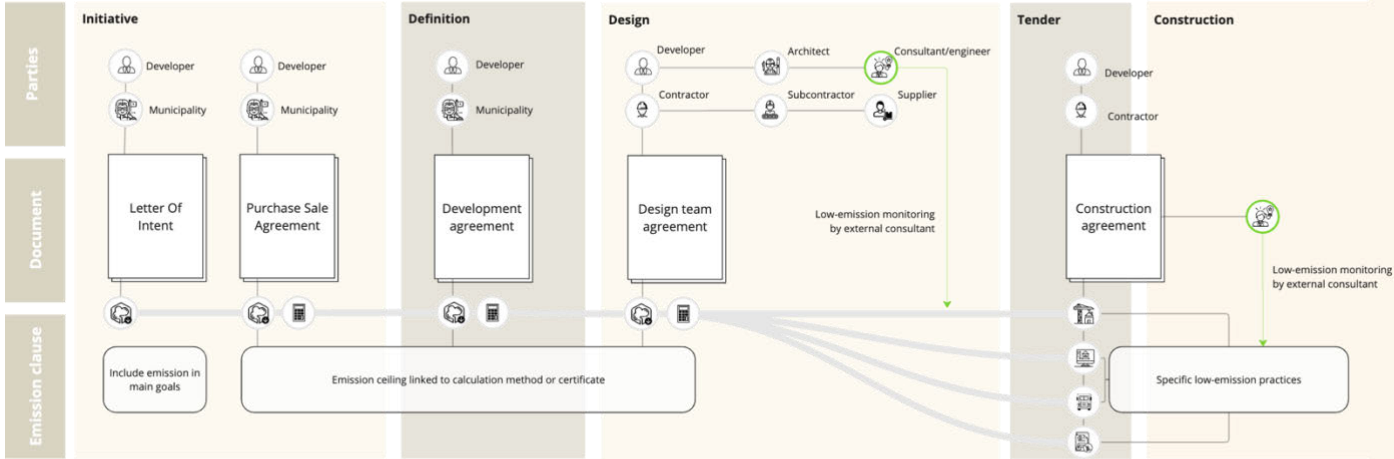 Initiative
Definition
Design
Tender
Construction
Parties
Developer
Developer
Developer
Developer
Architect
Consultant/engineer
Developer
Municipality
Municipality
Municipality
Contractor
Subcontractor
Supplier
Contractor
Document
Letter Of
Intent
Purchase Sale
Agreement
Development
agreement
Design team
agreement
Low-emission monitoring
by external consultant
Construction
agreement
Low-emission monitoring
by external consultant
Emission clause
Include emission in
main goals
Emission ceiling linked to calculation method or certificate
Specific low-emission practices